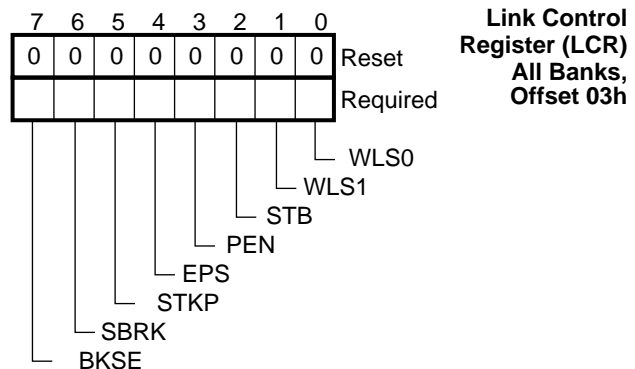 7 6 5 4 3 2 1 0
0 0 0 0 0 0 0 0 Reset
Required
Link Control
Register (LCR)
All Banks,
Offset 03h
WLS0
WLS1
STB
PEN
EPS
STKP
SBRK
BKSE